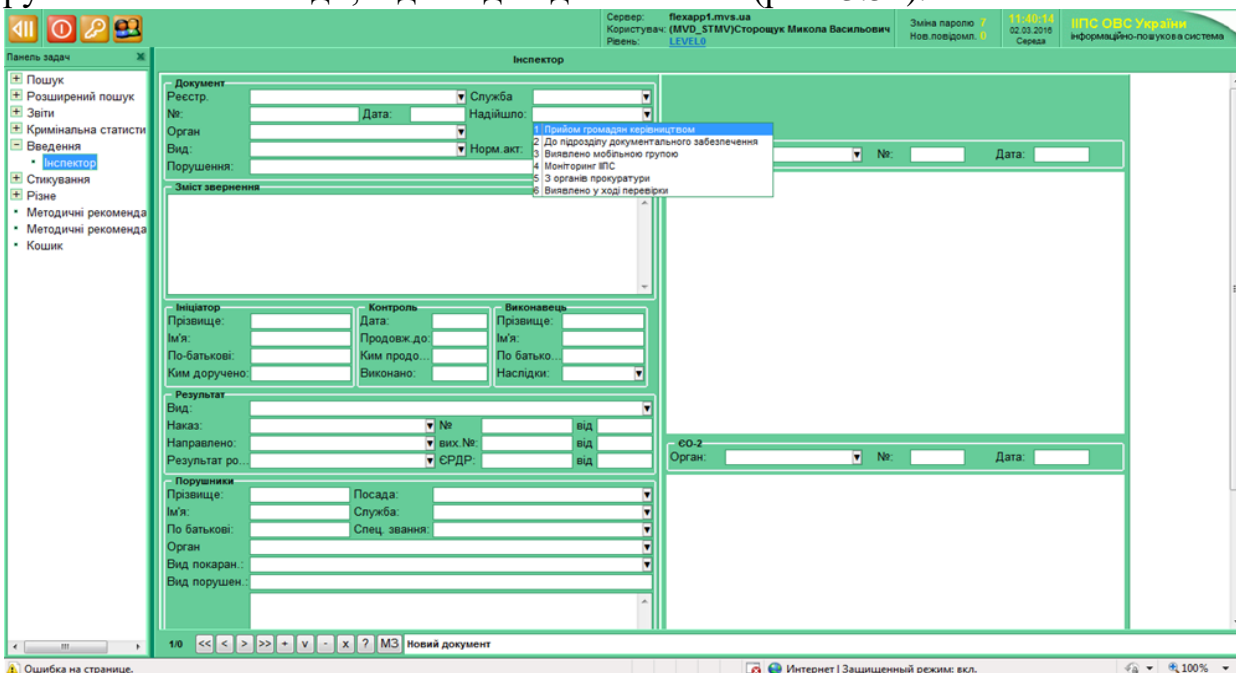 Сервер: flexapp1.mvs.ua
Користувач: (MVD_STMV)Сторощук Микола Васильович
Рівень: LEVEL0
Зміна паролю 7
Нов.повідомл. 0
11:40:14
02.03.2016
Середа
ІІПС ОВС України
інформаційно-пошукова система
Панель задач
Інспектор
Пошук
Розширений пошук
Звіти
Кримінальна статисти
Введення
Інспектор
Стикування
Різне
Методичні рекоменда
Методичні рекоменда
Кошик
Документ
Реєстр. Служба
№: Дата: Надійшло:
Орган
Вид: Норм.акт:
Порушення:
1 Прийом громадян керівництвом
2 До підрозділу документального забезпечення
3 Виявлено мобільною групою
4 Моніторинг ІІПС
5 З органів прокуратури
6 Виявлено у ході перевірки
№: Дата:
Зміст звернення
Ініціатор Контроль Виконавець
Прізвище: Дата: Прізвище:
Ім'я: Продовж.до: Ім'я:
По-батькові: Ким продо... По батько...
Ким доручено: Виконано: Наслідки:
Результат
Вид:
Наказ: № від
Направлено: вих.№: від
Результат ро... ЄРДР: від
ЄО-2
Орган: № : Дата:
Порушники
Прізвище: Посада:
Ім'я: Служба:
По батькові: Спец. звання:
Орган
Вид покаран.:
Вид порушен.:
1/0 << < > >> + v - x ? МЗ Новий документ
Ошибка на странице. Интернет | Защищенный режим: вкл. 100%